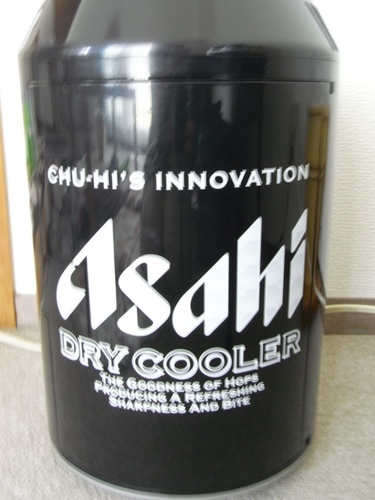 CHU-HI'S INNOVATION
Asahi
DRY COOLER
THE GOODNESS OF HOPS
PRODUCING A REFRESHING
SHARPNESS AND BITE